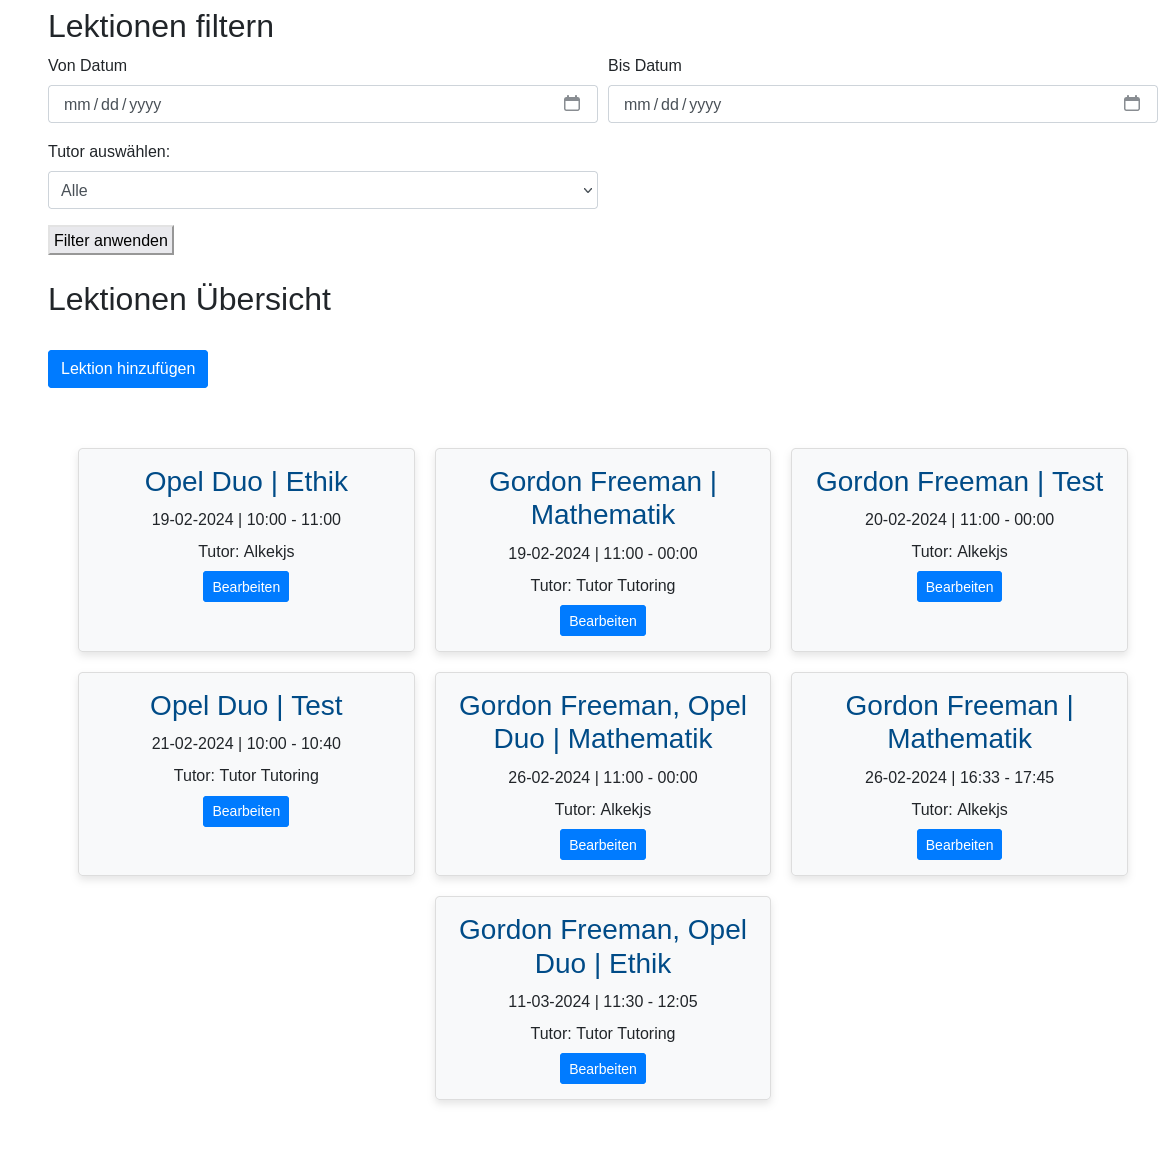 Lektionen filtern
Von Datum
Bis Datum
mm/dd/yyyy
mm/dd/yyyy
Tutor auswählen:
Alle
Filter anwenden
Lektionen Übersicht
Lektion hinzufügen
Opel Duo | Ethik
19-02-2024 | 10:00 - 11:00
Tutor: Alkekjs
Bearbeiten
Gordon Freeman |
Mathematik
19-02-2024 | 11:00 - 00:00
Tutor: Tutor Tutoring
Bearbeiten
Gordon Freeman | Test
20-02-2024 | 11:00 - 00:00
Tutor: Alkekjs
Bearbeiten
Opel Duo | Test
21-02-2024 | 10:00 - 10:40
Tutor: Tutor Tutoring
Bearbeiten
Gordon Freeman, Opel
Duo | Mathematik
26-02-2024 | 11:00 - 00:00
Tutor: Alkekjs
Bearbeiten
Gordon Freeman |
Mathematik
26-02-2024 | 16:33 - 17:45
Tutor: Alkekjs
Bearbeiten
Gordon Freeman, Opel
Duo | Ethik
11-03-2024 | 11:30 - 12:05
Tutor: Tutor Tutoring
Bearbeiten